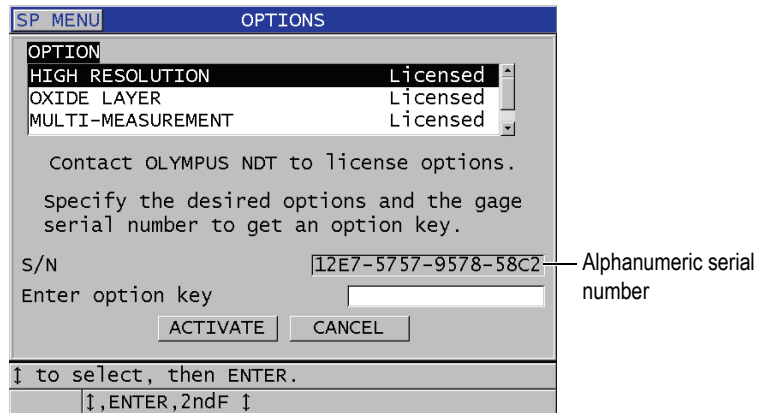 SP MENU OPTIONS
OPTION
HIGH RESOLUTION Licensed
OXIDE LAYER Licensed
MULTI-MEASUREMENT Licensed
Contact OLYMPUS NDT to license options.
Specify the desired options and the gage
serial number to get an option key.
S/N 12E7-5757-9578-58C2
Alphanumeric serial
number
Enter option key
ACTIVATE CANCEL
↕ to select, then ENTER.
↕,ENTER,2ndF ↕